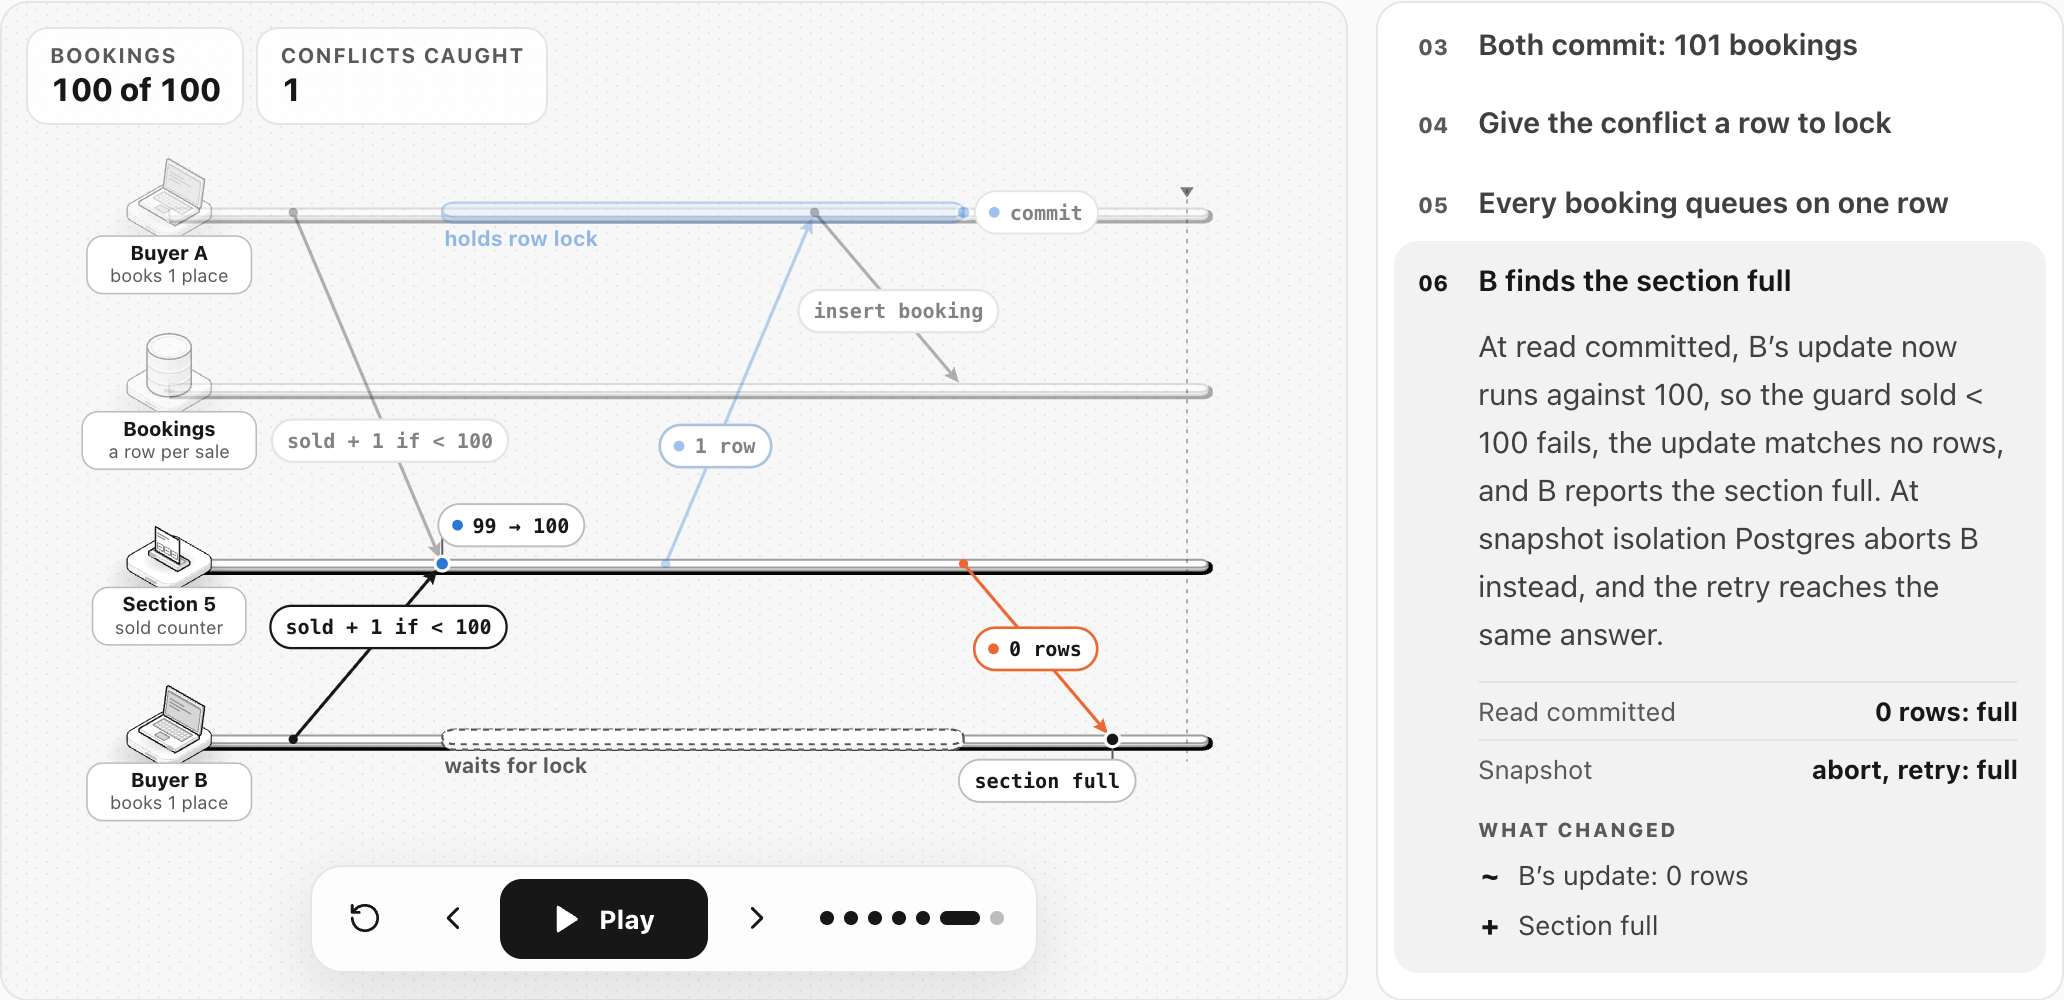 BOOKINGS
100 of 100
CONFLICTS CAUGHT
1
commit
holds row lock
Buyer A
books 1 place
insert booking
Bookings
a row per sale
sold + 1 if < 100
1 row
99 → 100
Section 5
sold counter
sold + 1 if < 100
0 rows
waits for lock
Buyer B
books 1 place
section full
Play
03 Both commit: 101 bookings
04 Give the conflict a row to lock
05 Every booking queues on one row
06 B finds the section full
At read committed, B’s update now
runs against 100, so the guard sold <
100 fails, the update matches no rows,
and B reports the section full. At
snapshot isolation Postgres aborts B
instead, and the retry reaches the
same answer.
Read committed 0 rows: full
Snapshot abort, retry: full
WHAT CHANGED
~ B’s update: 0 rows
+ Section full